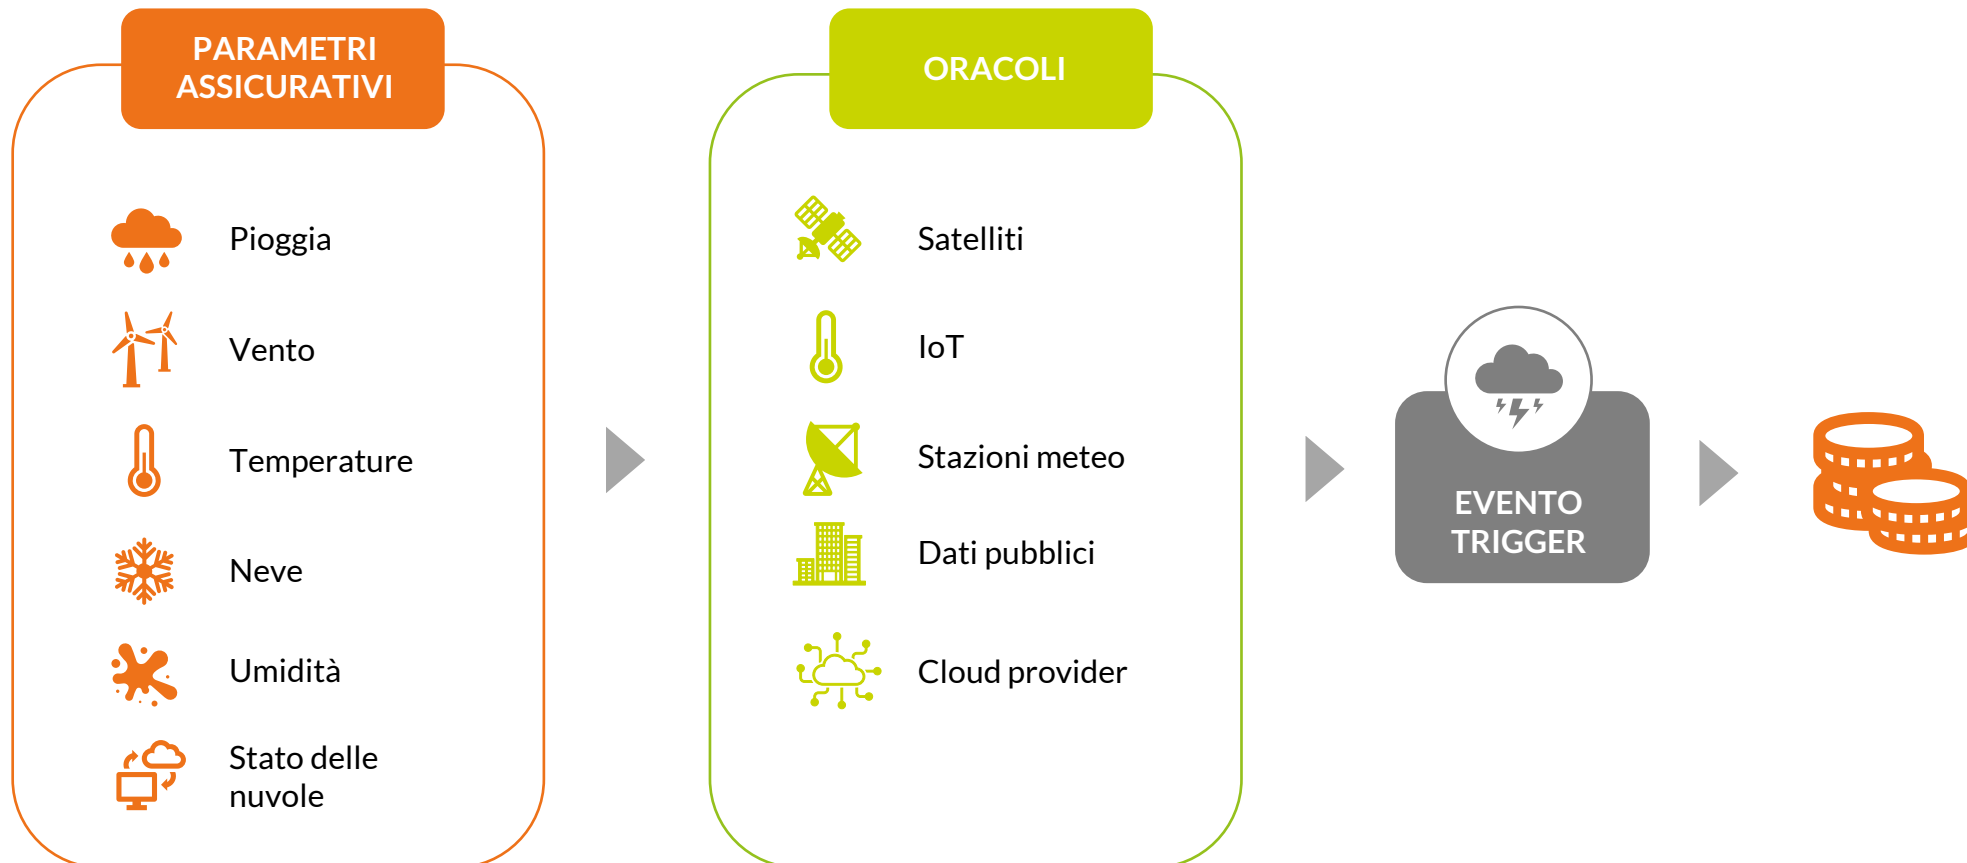 PARAMETRI
ASSICURATIVI
Pioggia
Vento
Temperature
Neve
Umidità
Stato delle
nuvole
ORACOLI
Satelliti
IoT
Stazioni meteo
Dati pubblici
Cloud provider
EVENTO
TRIGGER